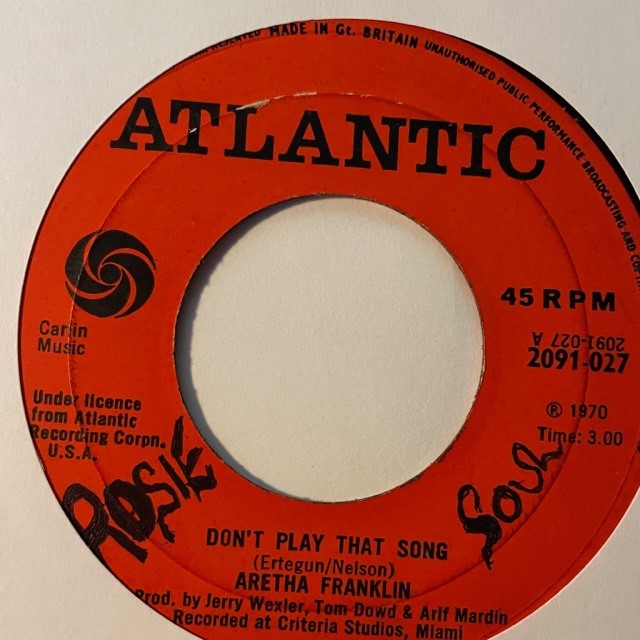 RESERVED MADE IN Gt. BRITAIN UNAUTHORISED PUBLIC PERFORMANCE BROADCASTING AND
ATLANTIC
45 RPM
Carlin
Music
2091-027 A
2091-027
Under licence
from Atlantic
Recording Corpn.
U.S.A.
℗ 1970
Time: 3.00
ROSIE
Soul
DON'T PLAY THAT SONG
(Ertegun/Nelson)
ARETHA FRANKLIN
Prod. by Jerry Wexler, Tom Dowd & Arif Mardin
Recorded at Criteria Studios, Miami